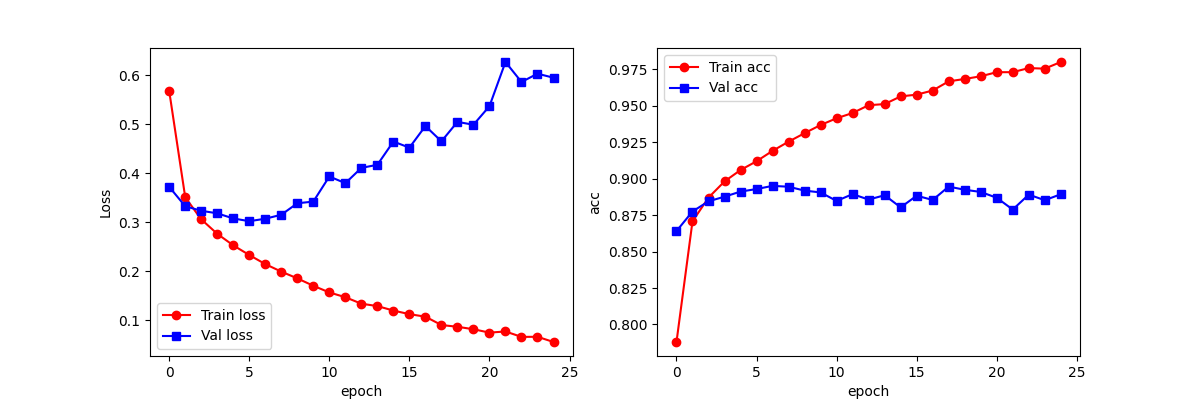 0.6
0.5
0.4
0.3
0.2
0.1
Loss
Train loss
Val loss
0 5 10 15 20 25
epoch
0.975
0.950
0.925
0.900
0.875
0.850
0.825
0.800
acc
Train acc
Val acc
0 5 10 15 20 25
epoch